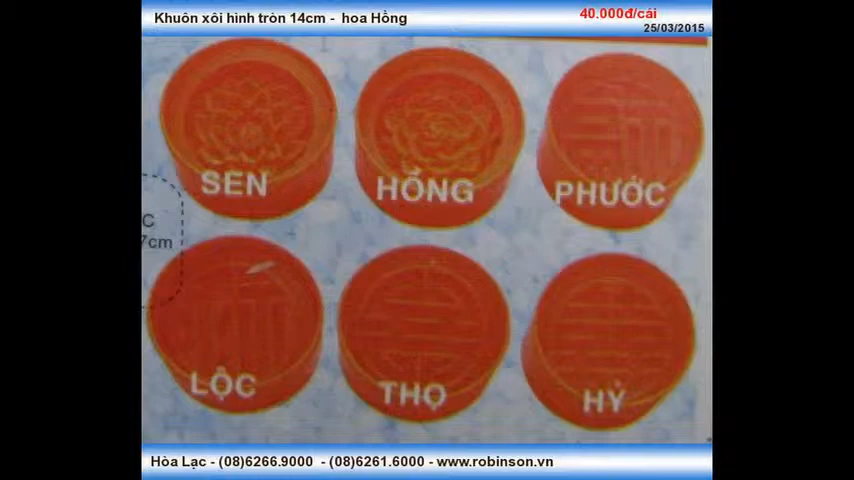 Khuôn xôi hình tròn 14cm - hoa Hồng
40.000đ/cái
25/03/2015
SEN
HỒNG
PHƯỚC
C
7cm
LỘC
THỌ
HỶ
Hòa Lạc - (08)6266.9000 - (08)6261.6000 - www.robinson.vn